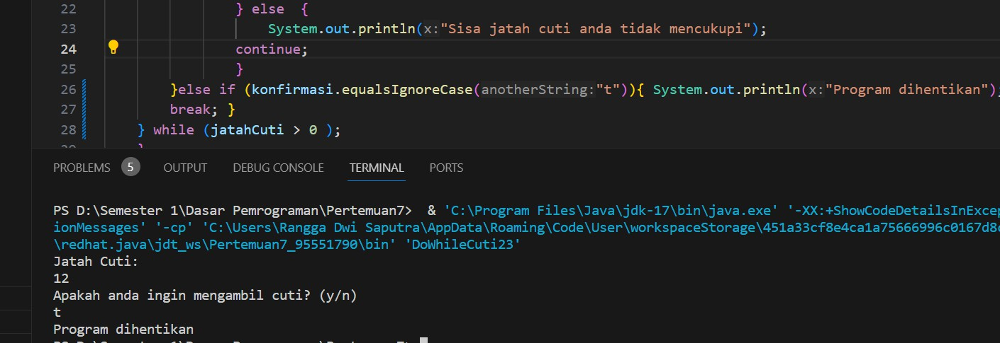 22 } else {
23 System.out.println(x:"Sisa jatah cuti anda tidak mencukupi");
24 continue;
25 }
26 }else if (konfirmasi.equalsIgnoreCase(anotherString:"t")){ System.out.println(x:"Program dihentikan");
27 break; }
28 } while (jatahCuti > 0 );
PROBLEMS 5 OUTPUT DEBUG CONSOLE TERMINAL PORTS
PS D:\Semester 1\Dasar Pemrograman\Pertemuan7> & 'C:\Program Files\Java\jdk-17\bin\java.exe' '-XX:+ShowCodeDetailsInExcep
ionMessages' '-cp' 'C:\Users\Rangga Dwi Saputra\AppData\Roaming\Code\User\workspaceStorage\451a33cf8e4ca1a75666996c0167d8c
\redhat.java\jdt_ws\Pertemuan7_95551790\bin' 'DoWhileCuti23'
Jatah Cuti:
12
Apakah anda ingin mengambil cuti? (y/n)
t
Program dihentikan